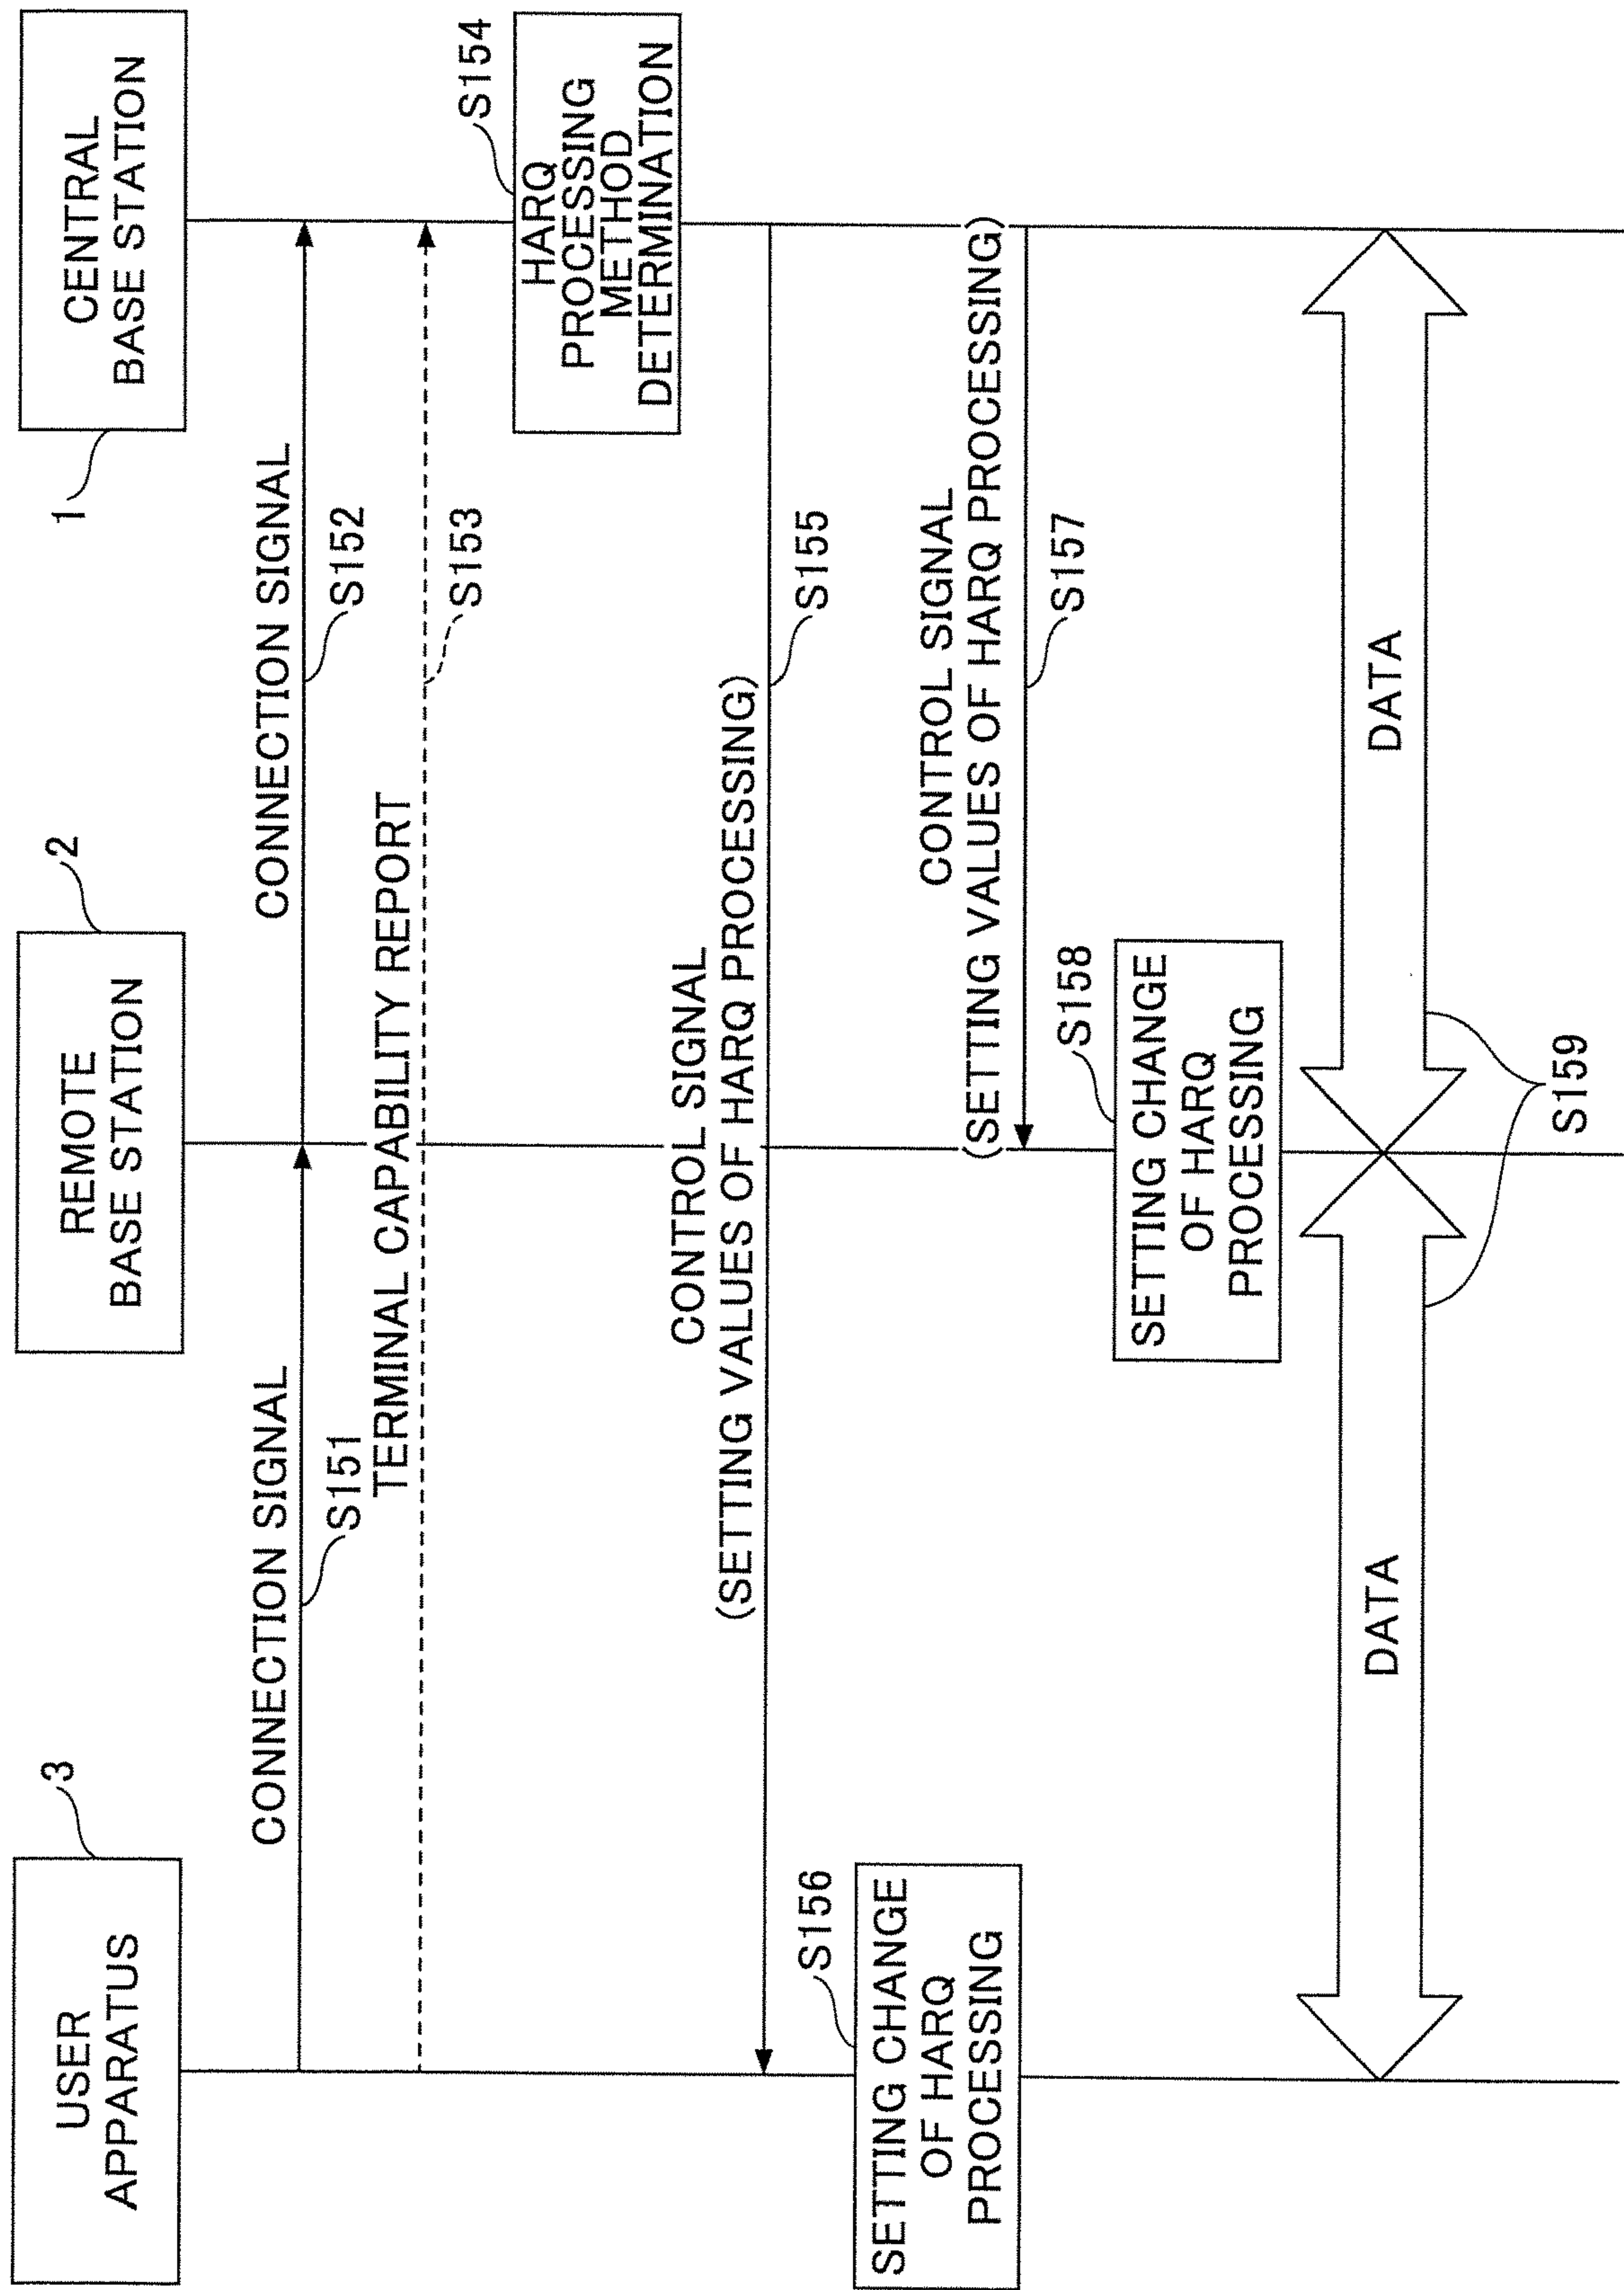 USER
APPARATUS
3
REMOTE
BASE STATION
2
CENTRAL
BASE STATION
1
CONNECTION SIGNAL
S151
CONNECTION SIGNAL
S152
TERMINAL CAPABILITY REPORT
S153
S154
HARQ
PROCESSING
METHOD
DETERMINATION
CONTROL SIGNAL
(SETTING VALUES OF HARQ PROCESSING)
S155
S156
SETTING CHANGE
OF HARQ
PROCESSING
CONTROL SIGNAL
(SETTING VALUES OF HARQ PROCESSING)
S157
S158
SETTING CHANGE
OF HARQ
PROCESSING
DATA
DATA
S159